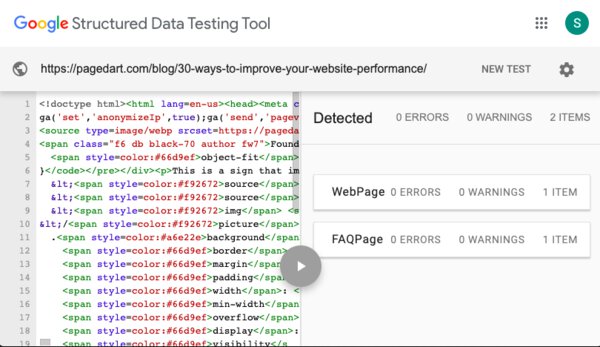 Google Structured Data Testing Tool
S
https://pagedart.com/blog/30-ways-to-improve-your-website-performance/
NEW TEST
1 <!doctype html><html lang=en-us><head><meta c
2 ga('set','anonymizeIp',true);ga('send','pagev
3 <source type=image/webp srcset=https://pageda
4 <span class="f6 db black-70 author fw7">Found
5 <span style=color:#66d9ef>object-fit</span>
6 }</code></pre></div><p>This is a sign that im
7 &lt;<span style=color:#f92672>source</span>
8 &lt;<span style=color:#f92672>source</span>
9 &lt;<span style=color:#f92672>img</span> <s
10 &lt;/<span style=color:#f92672>picture</span>
11 .<span style=color:#a6e22e>background</span
12 <span style=color:#66d9ef>border</span>
13 <span style=color:#66d9ef>margin</span>
14 <span style=color:#66d9ef>padding</span>
15 <span style=color:#66d9ef>width</span>: <
16 <span style=color:#66d9ef>min-width</span>
17 <span style=color:#66d9ef>overflow</span>
18 <span style=color:#66d9ef>display</span>:
19 <span style=color:#66d9ef>visibility</s
Detected 0 ERRORS 0 WARNINGS 2 ITEMS
WebPage 0 ERRORS 0 WARNINGS 1 ITEM
FAQPage 0 ERRORS 0 WARNINGS 1 ITEM